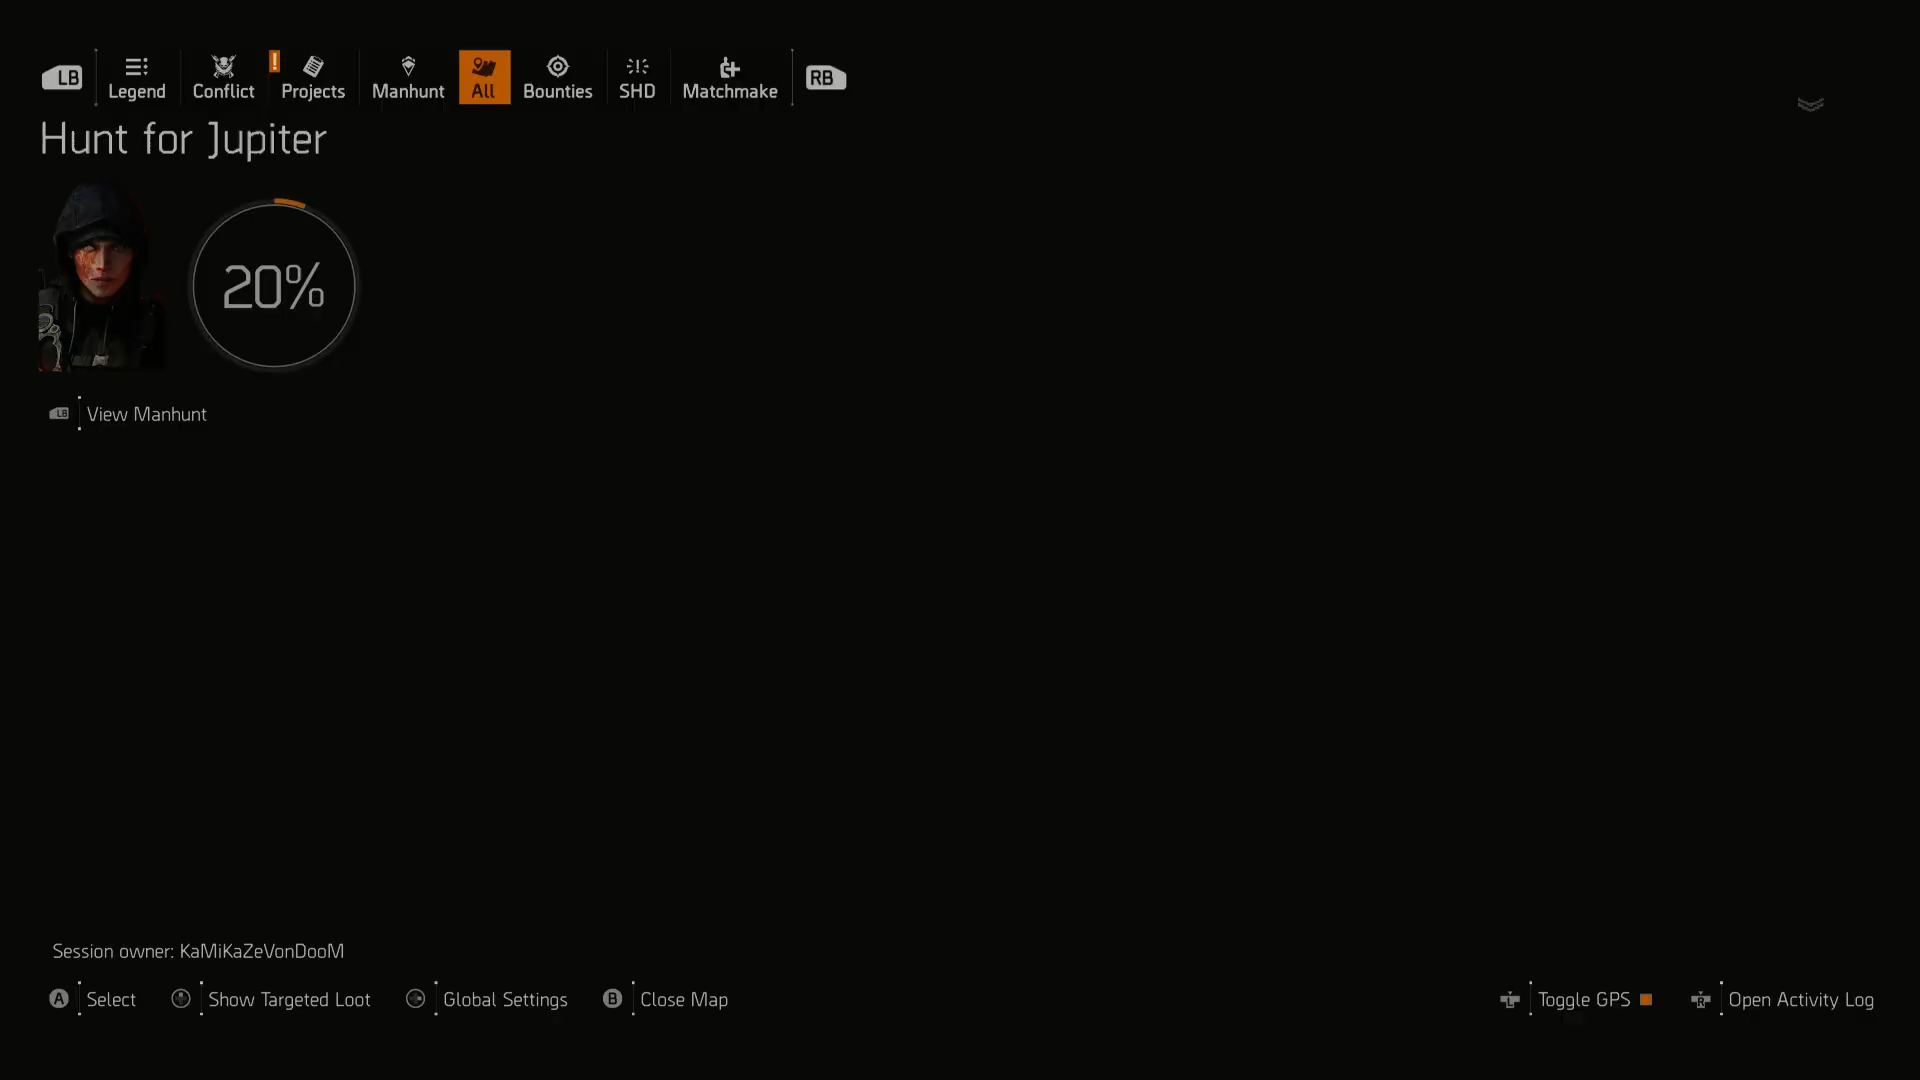 LB Legend Conflict ! Projects Manhunt All Bounties SHD Matchmake RB
Hunt for Jupiter
20%
LB View Manhunt
Session owner: KaMiKaZeVonDooM
A Select Show Targeted Loot Global Settings B Close Map L Toggle GPS R Open Activity Log